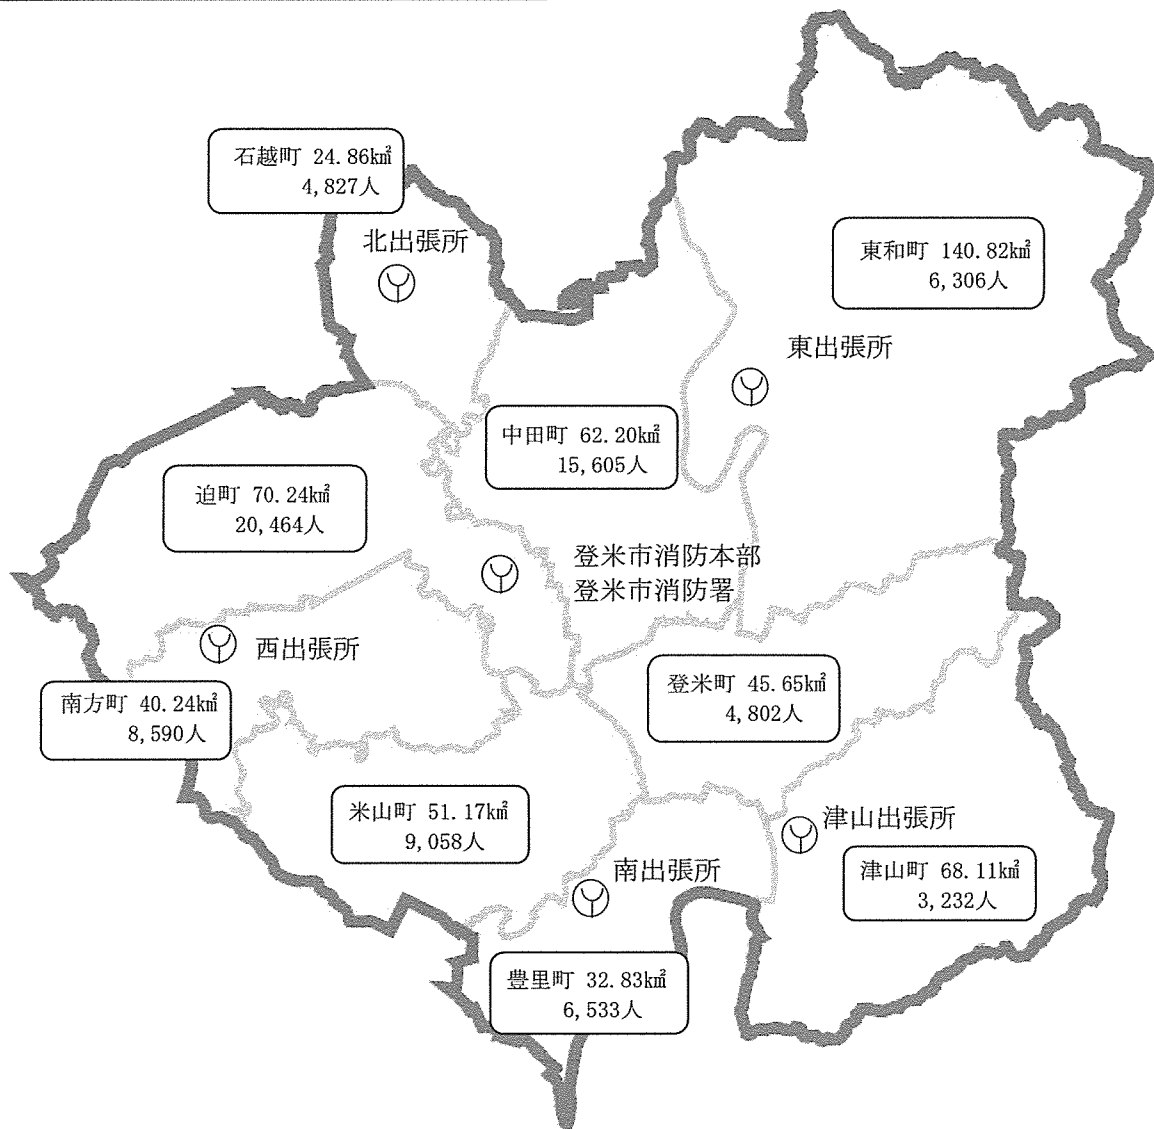 石越町 24.86k㎡
4,827人
北出張所
東和町 140.82k㎡
6,306人
東出張所
中田町 62.20k㎡
15,605人
迫町 70.24k㎡
20,464人
登米市消防本部
登米市消防署
西出張所
南方町 40.24k㎡
8,590人
登米町 45.65k㎡
4,802人
米山町 51.17k㎡
9,058人
津山出張所
南出張所
津山町 68.11k㎡
3,232人
豊里町 32.83k㎡
6,533人